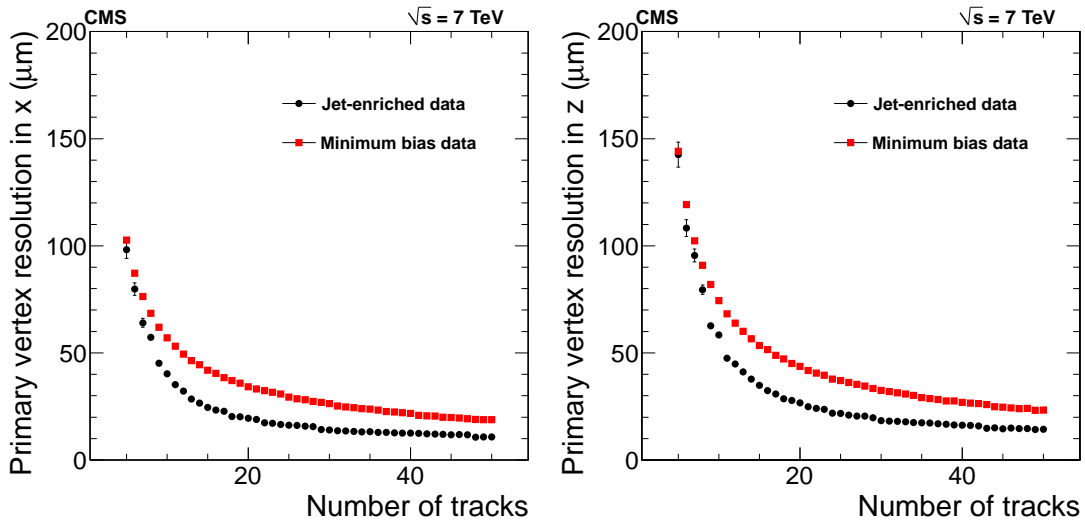 CMS √s = 7 TeV
Primary vertex resolution in x (μm)
200
150
100
50
0
Jet-enriched data
Minimum bias data
20 40
Number of tracks
CMS √s = 7 TeV
Primary vertex resolution in z (μm)
200
150
100
50
0
Jet-enriched data
Minimum bias data
20 40
Number of tracks